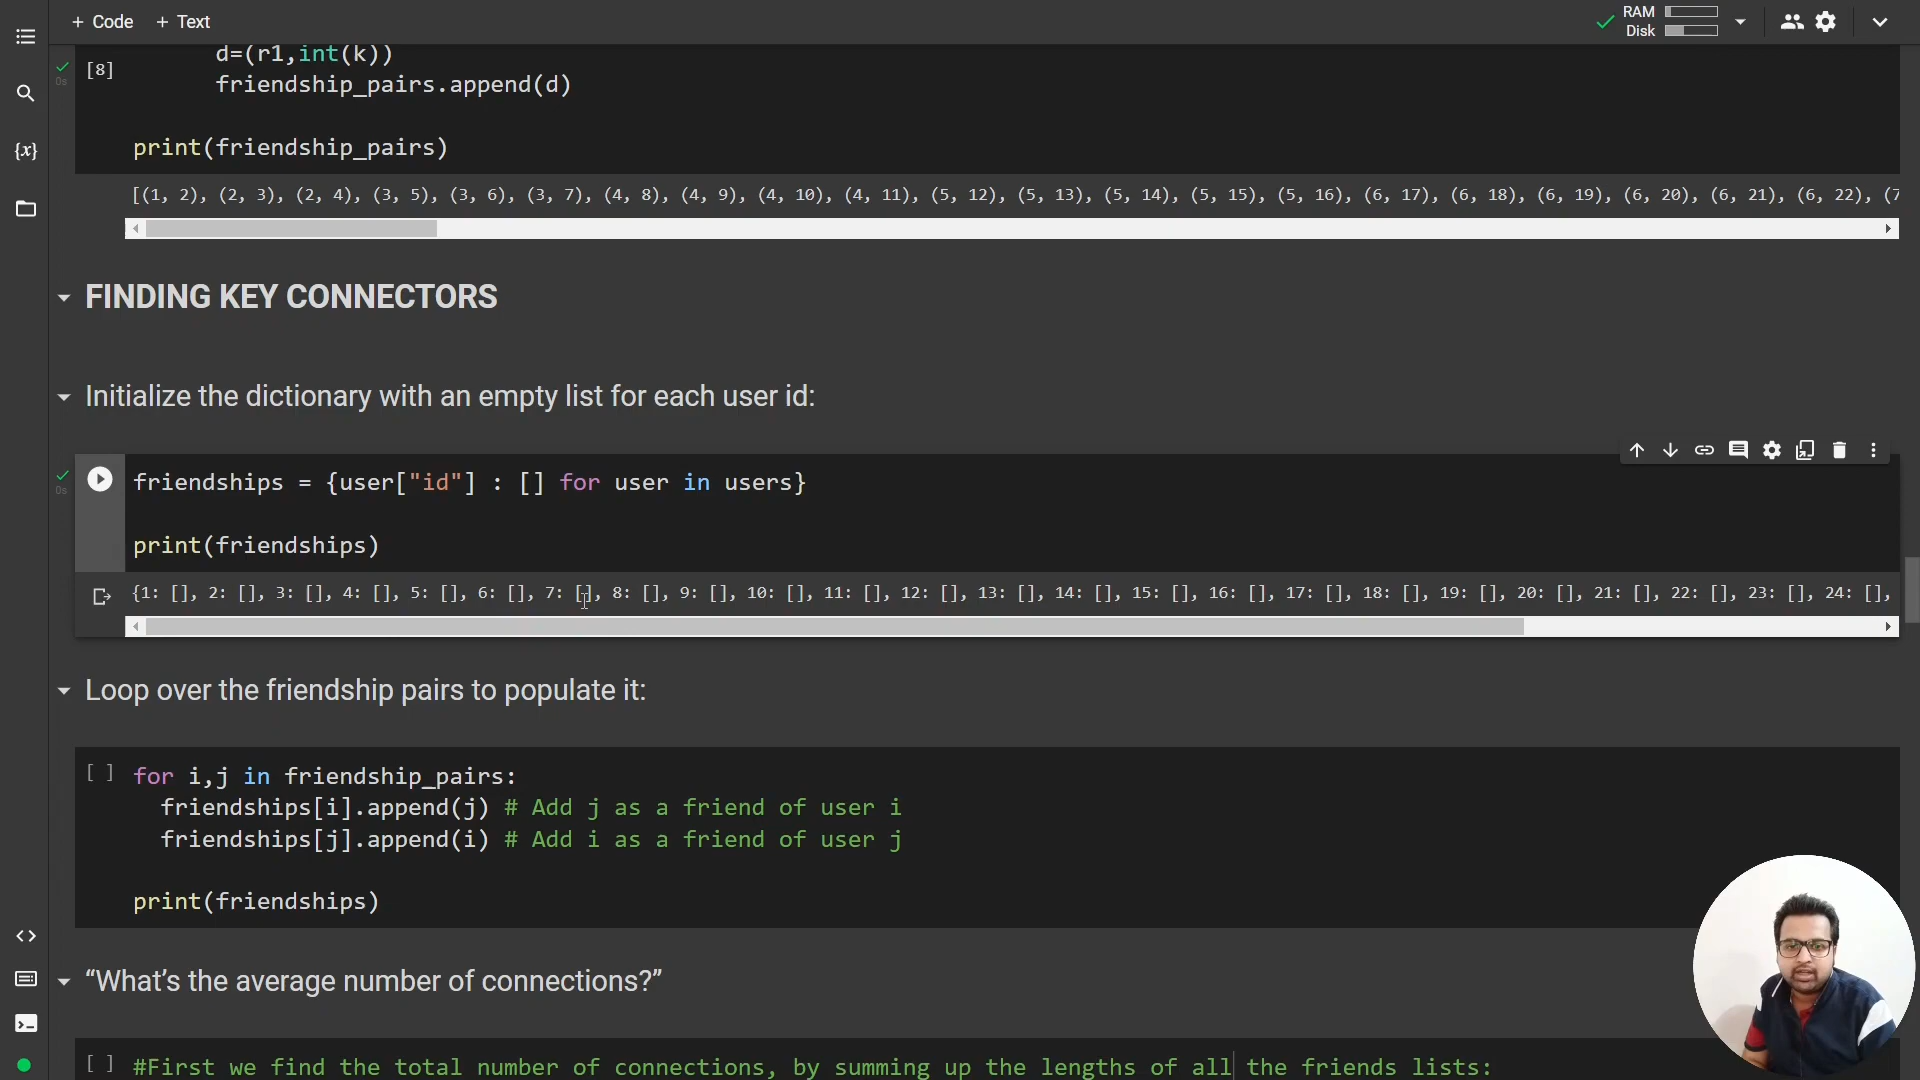 + Code + Text
RAM
Disk
d=(r1,int(k))
[8]
friendship_pairs.append(d)
0s
{x}
print(friendship_pairs)
[(1, 2), (2, 3), (2, 4), (3, 5), (3, 6), (3, 7), (4, 8), (4, 9), (4, 10), (4, 11), (5, 12), (5, 13), (5, 14), (5, 15), (5, 16), (6, 17), (6, 18), (6, 19), (6, 20), (6, 21), (6, 22), (7
FINDING KEY CONNECTORS
Initialize the dictionary with an empty list for each user id:
friendships = {user["id"] : [] for user in users}
0s
print(friendships)
{1: [], 2: [], 3: [], 4: [], 5: [], 6: [], 7: [], 8: [], 9: [], 10: [], 11: [], 12: [], 13: [], 14: [], 15: [], 16: [], 17: [], 18: [], 19: [], 20: [], 21: [], 22: [], 23: [], 24: [],
Loop over the friendship pairs to populate it:
[ ] for i,j in friendship_pairs:
friendships[i].append(j) # Add j as a friend of user i
friendships[j].append(i) # Add i as a friend of user j
print(friendships)
“What’s the average number of connections?”
[ ] #First we find the total number of connections, by summing up the lengths of all the friends lists: